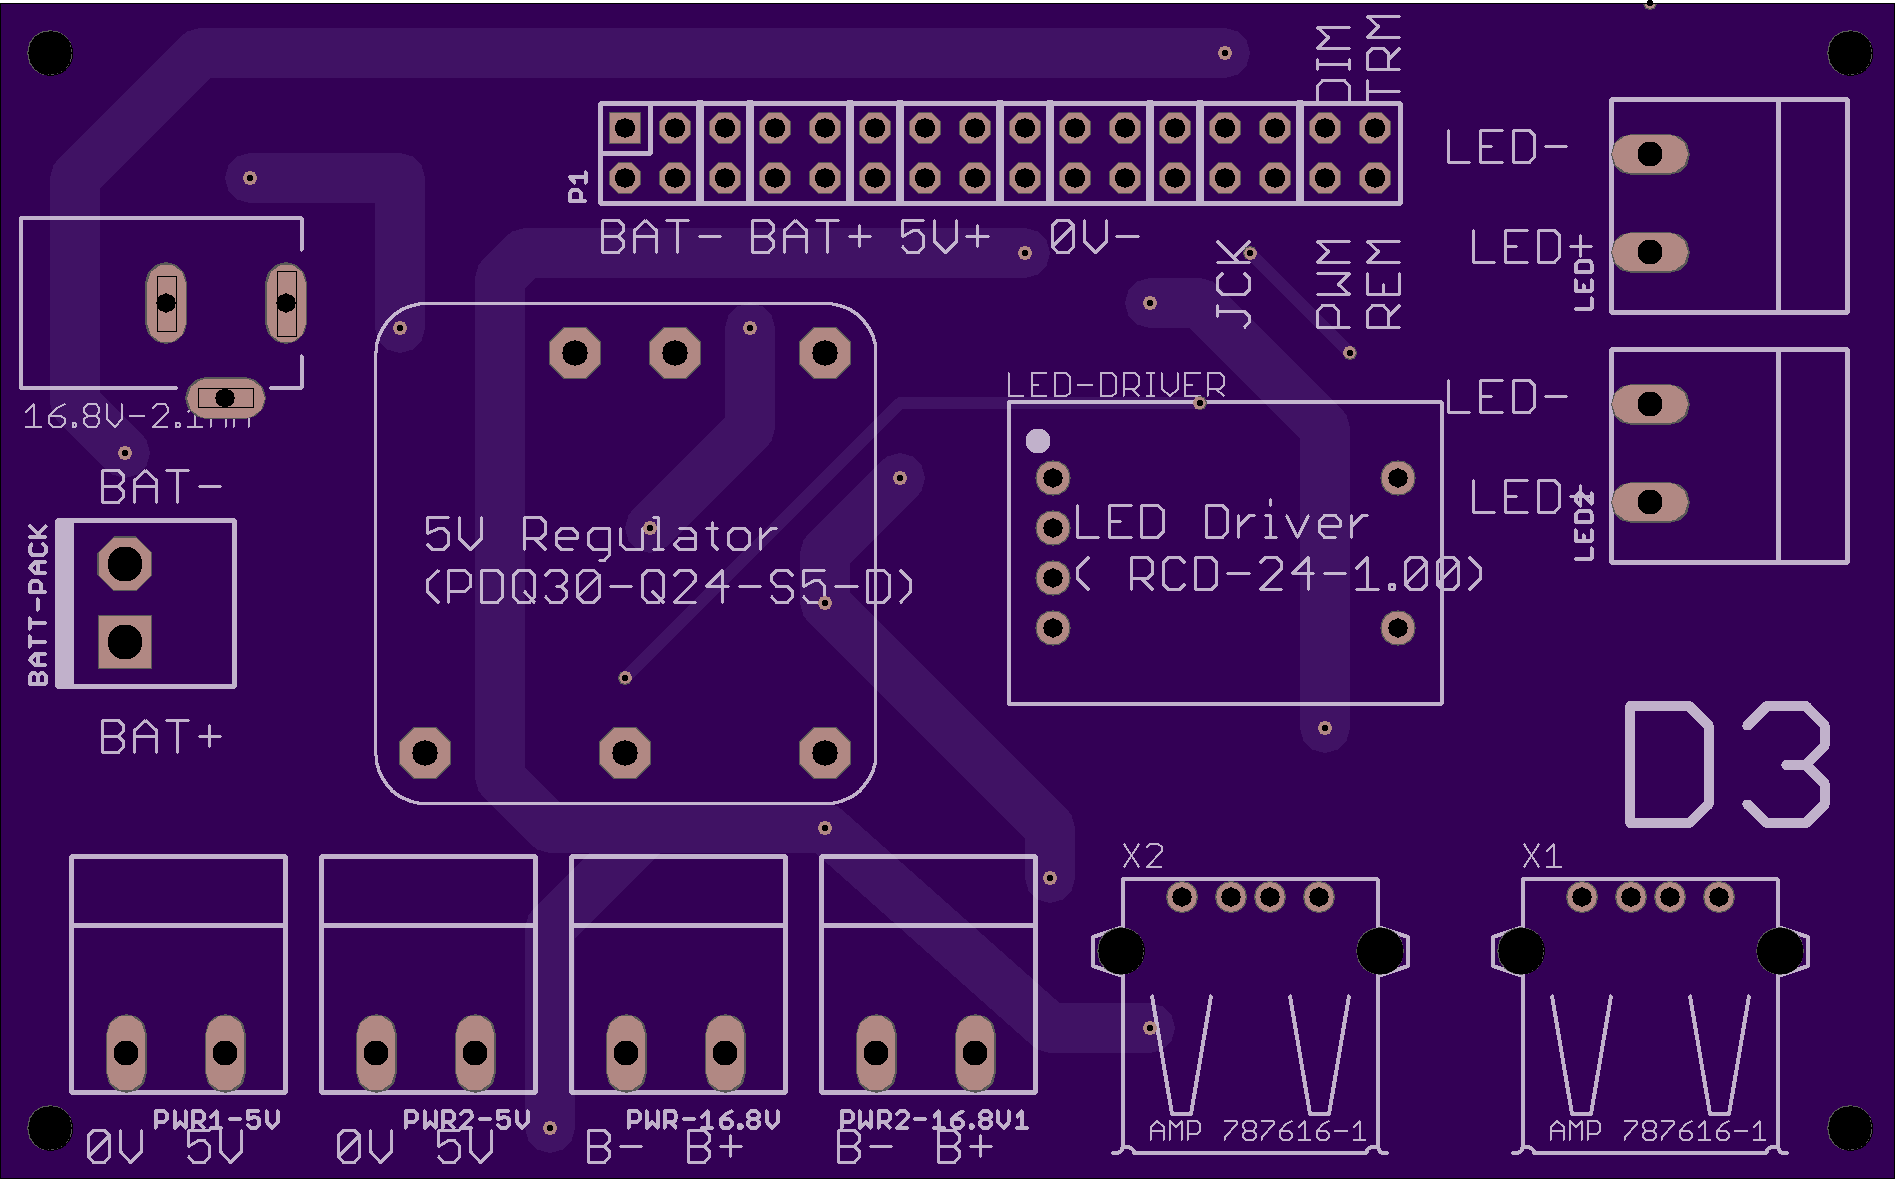 DIM
TRM
P1
BAT- BAT+ 5V+ 0V-
JCK
PWM
REM
LED-
LED+
LED+
LED-
LED+
LED2
16.8V-2.1MM
BAT-
BATT-PACK
BAT+
5V Regulator
(PDQ30-Q24-S5-D)
LED-DRIVER
LED Driver
( RCD-24-1.00)
D3
X2
X1
PWR1-5V
0V 5V
PWR2-5V
0V 5V
PWR-16.8V
B- B+
PWR2-16.8V1
B- B+
AMP 787616-1
AMP 787616-1